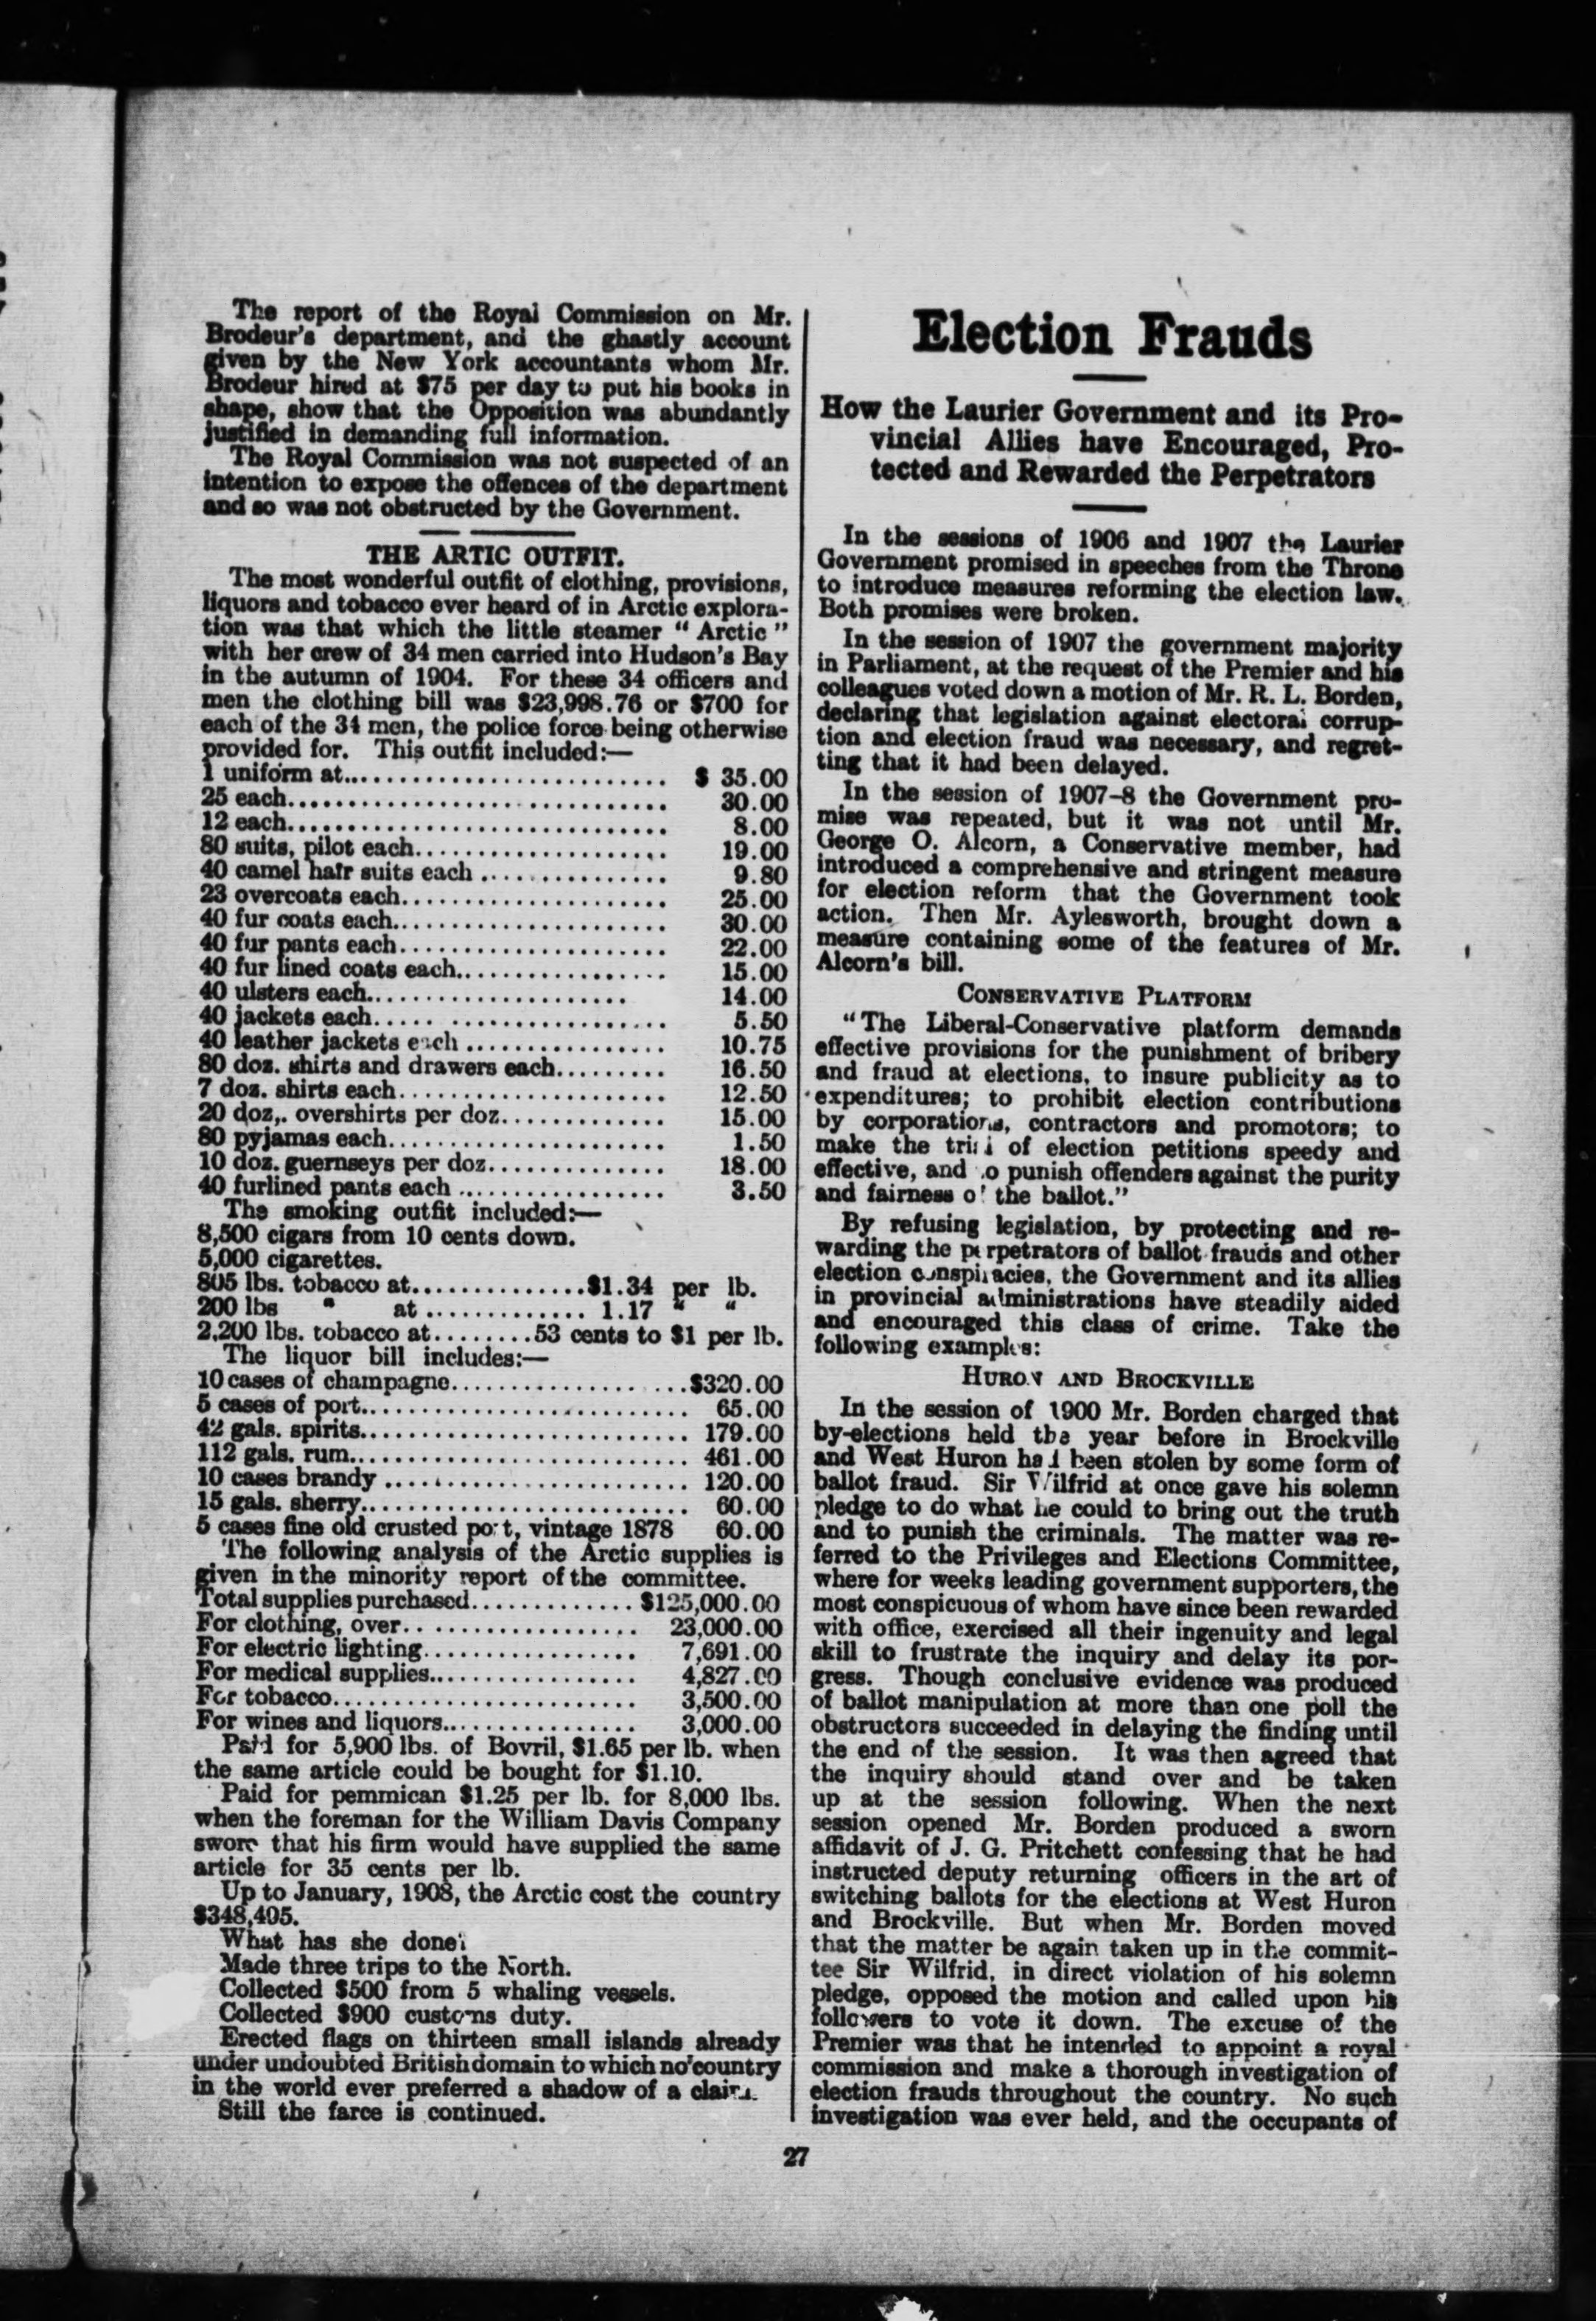 The report of the Royal Commission on Mr.
Brodeur's department, and the ghastly account
given by the New York accountants whom Mr.
Brodeur hired at $75 per day to put his books in
shape, show that the Opposition was abundantly
justified in demanding full information.
The Royal Commission was not suspected of an
intention to expose the offences of the department
and so was not obstructed by the Government.
THE ARTIC OUTFIT.
The most wonderful outfit of clothing, provisions,
liquors and tobacco ever heard of in Arctic explora-
tion was that which the little steamer "Arctic"
with her crew of 34 men carried into Hudson's Bay
in the autumn of 1904. For these 34 officers and
men the clothing bill was $23,998.76 or $700 for
each of the 34 men, the police force being otherwise
provided for. This outfit included:—
1 uniform at........................ $ 35.00
25 each............................ 30.00
12 each............................ 8.00
80 suits, pilot each.................... 19.00
40 camel hair suits each ............... 9.80
23 overcoats each..................... 25.00
40 fur coats each...................... 30.00
40 fur pants each..................... 22.00
40 fur lined coats each................. 15.00
40 ulsters each..................... 14.00
40 jackets each..................... 5.50
40 leather jackets each ................ 10.75
80 doz. shirts and drawers each......... 16.50
7 doz. shirts each..................... 12.50
20 doz,. overshirts per doz............. 15.00
80 pyjamas each...................... 1.50
10 doz. guernseys per doz.............. 18.00
40 furlined pants each ................. 3.50
The smoking outfit included:—
8,500 cigars from 10 cents down.
5,000 cigarettes.
805 lbs. tobacco at..............$1.34 per lb.
200 lbs " at ............. 1.17 " "
2,200 lbs. tobacco at........53 cents to $1 per lb.
The liquor bill includes:—
10 cases of champagne....................$320.00
5 cases of port........................... 65.00
42 gals. spirits........................... 179.00
112 gals. rum............................ 461.00
10 cases brandy ......................... 120.00
15 gals. sherry........................... 60.00
5 cases fine old crusted port, vintage 1878 60.00
The following analysis of the Arctic supplies is
given in the minority report of the committee.
Total supplies purchased............. $125,000.00
For clothing, over................... 23,000.00
For electric lighting.................. 7,691.00
For medical supplies.................. 4,827.00
For tobacco......................... 3,500.00
For wines and liquors................ 3,000.00
Paid for 5,900 lbs. of Bovril, $1.65 per lb. when
the same article could be bought for $1.10.
Paid for pemmican $1.25 per lb. for 8,000 lbs.
when the foreman for the William Davis Company
swore that his firm would have supplied the same
article for 35 cents per lb.
Up to January, 1908, the Arctic cost the country
$348,495.
What has she done:
Made three trips to the North.
Collected $500 from 5 whaling vessels.
Collected $900 customs duty.
Erected flags on thirteen small islands already
under undoubted British domain to which no country
in the world ever preferred a shadow of a claim.
Still the farce is continued.
Election Frauds
How the Laurier Government and its Pro-
vincial Allies have Encouraged, Pro-
tected and Rewarded the Perpetrators
In the sessions of 1906 and 1907 the Laurier
Government promised in speeches from the Throne
to introduce measures reforming the election law.
Both promises were broken.
In the session of 1907 the government majority
in Parliament, at the request of the Premier and his
colleagues voted down a motion of Mr. R. L. Borden,
declaring that legislation against electoral corrup-
tion and election fraud was necessary, and regret-
ting that it had been delayed.
In the session of 1907-8 the Government pro-
mise was repeated, but it was not until Mr.
George O. Alcorn, a Conservative member, had
introduced a comprehensive and stringent measure
for election reform that the Government took
action. Then Mr. Aylesworth, brought down a
measure containing some of the features of Mr.
Alcorn's bill.
CONSERVATIVE PLATFORM
"The Liberal-Conservative platform demands
effective provisions for the punishment of bribery
and fraud at elections, to insure publicity as to
expenditures; to prohibit election contributions
by corporations, contractors and promotors; to
make the trial of election petitions speedy and
effective, and to punish offenders against the purity
and fairness of the ballot."
By refusing legislation, by protecting and re-
warding the perpetrators of ballot frauds and other
election conspiracies, the Government and its allies
in provincial administrations have steadily aided
and encouraged this class of crime. Take the
following examples:
HURON AND BROCKVILLE
In the session of 1900 Mr. Borden charged that
by-elections held the year before in Brockville
and West Huron had been stolen by some form of
ballot fraud. Sir Wilfrid at once gave his solemn
pledge to do what he could to bring out the truth
and to punish the criminals. The matter was re-
ferred to the Privileges and Elections Committee,
where for weeks leading government supporters, the
most conspicuous of whom have since been rewarded
with office, exercised all their ingenuity and legal
skill to frustrate the inquiry and delay its por-
gress. Though conclusive evidence was produced
of ballot manipulation at more than one poll the
obstructors succeeded in delaying the finding until
the end of the session. It was then agreed that
the inquiry should stand over and be taken
up at the session following. When the next
session opened Mr. Borden produced a sworn
affidavit of J. G. Pritchett confessing that he had
instructed deputy returning officers in the art of
switching ballots for the elections at West Huron
and Brockville. But when Mr. Borden moved
that the matter be again taken up in the commit-
tee Sir Wilfrid, in direct violation of his solemn
pledge, opposed the motion and called upon his
followers to vote it down. The excuse of the
Premier was that he intended to appoint a royal
commission and make a thorough investigation of
election frauds throughout the country. No such
investigation was ever held, and the occupants of
27